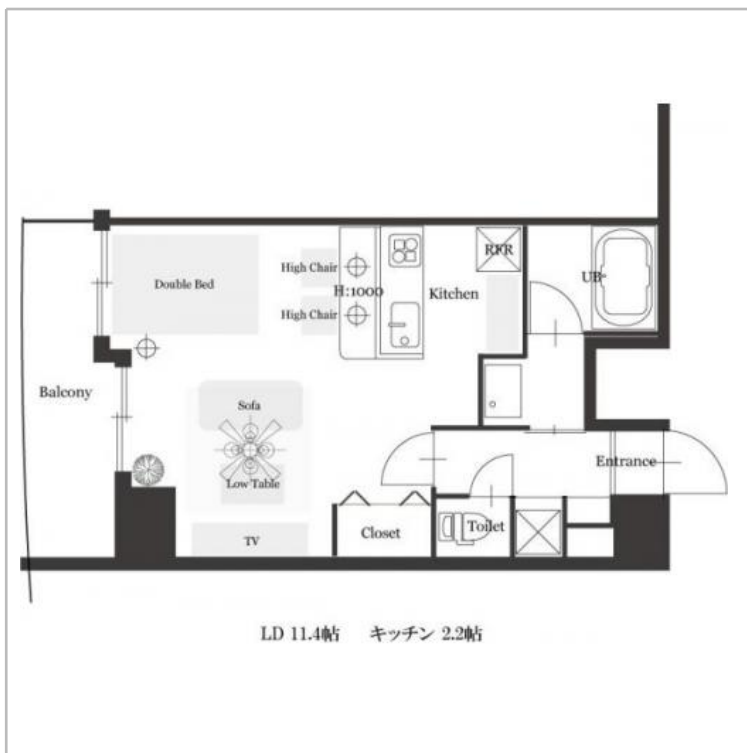 RFR
High Chair
UB
Double Bed
H:1000
Kitchen
High Chair
Balcony
Sofa
Entrance
Low Table
Toilet
Closet
TV
LD 11.4帖 キッチン 2.2帖